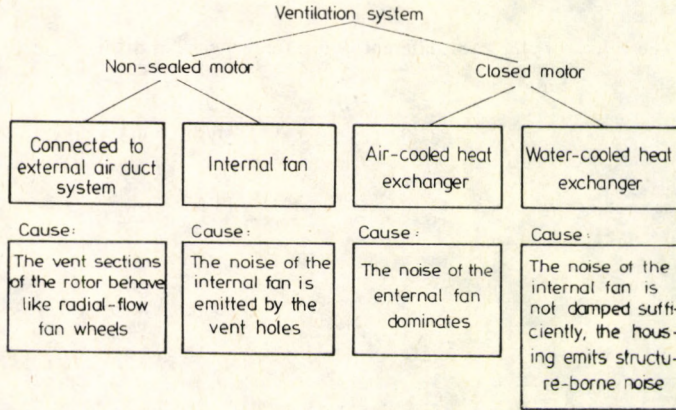 Ventilation system
Non-sealed motor
Closed motor
Connected to
external air duct
system
Internal fan
Air-cooled heat
exchanger
Water-cooled heat
exchanger
Cause:
The vent sections
of the rotor behave
like radial-flow
fan wheels
Cause:
The noise of the
internal fan is
emitted by the
vent holes
Cause:
The noise of the
enternal fan
dominates
Cause:
The noise of the
internal fan is
not damped suffi-
ciently, the hous-
ing emits structu-
re-borne noise